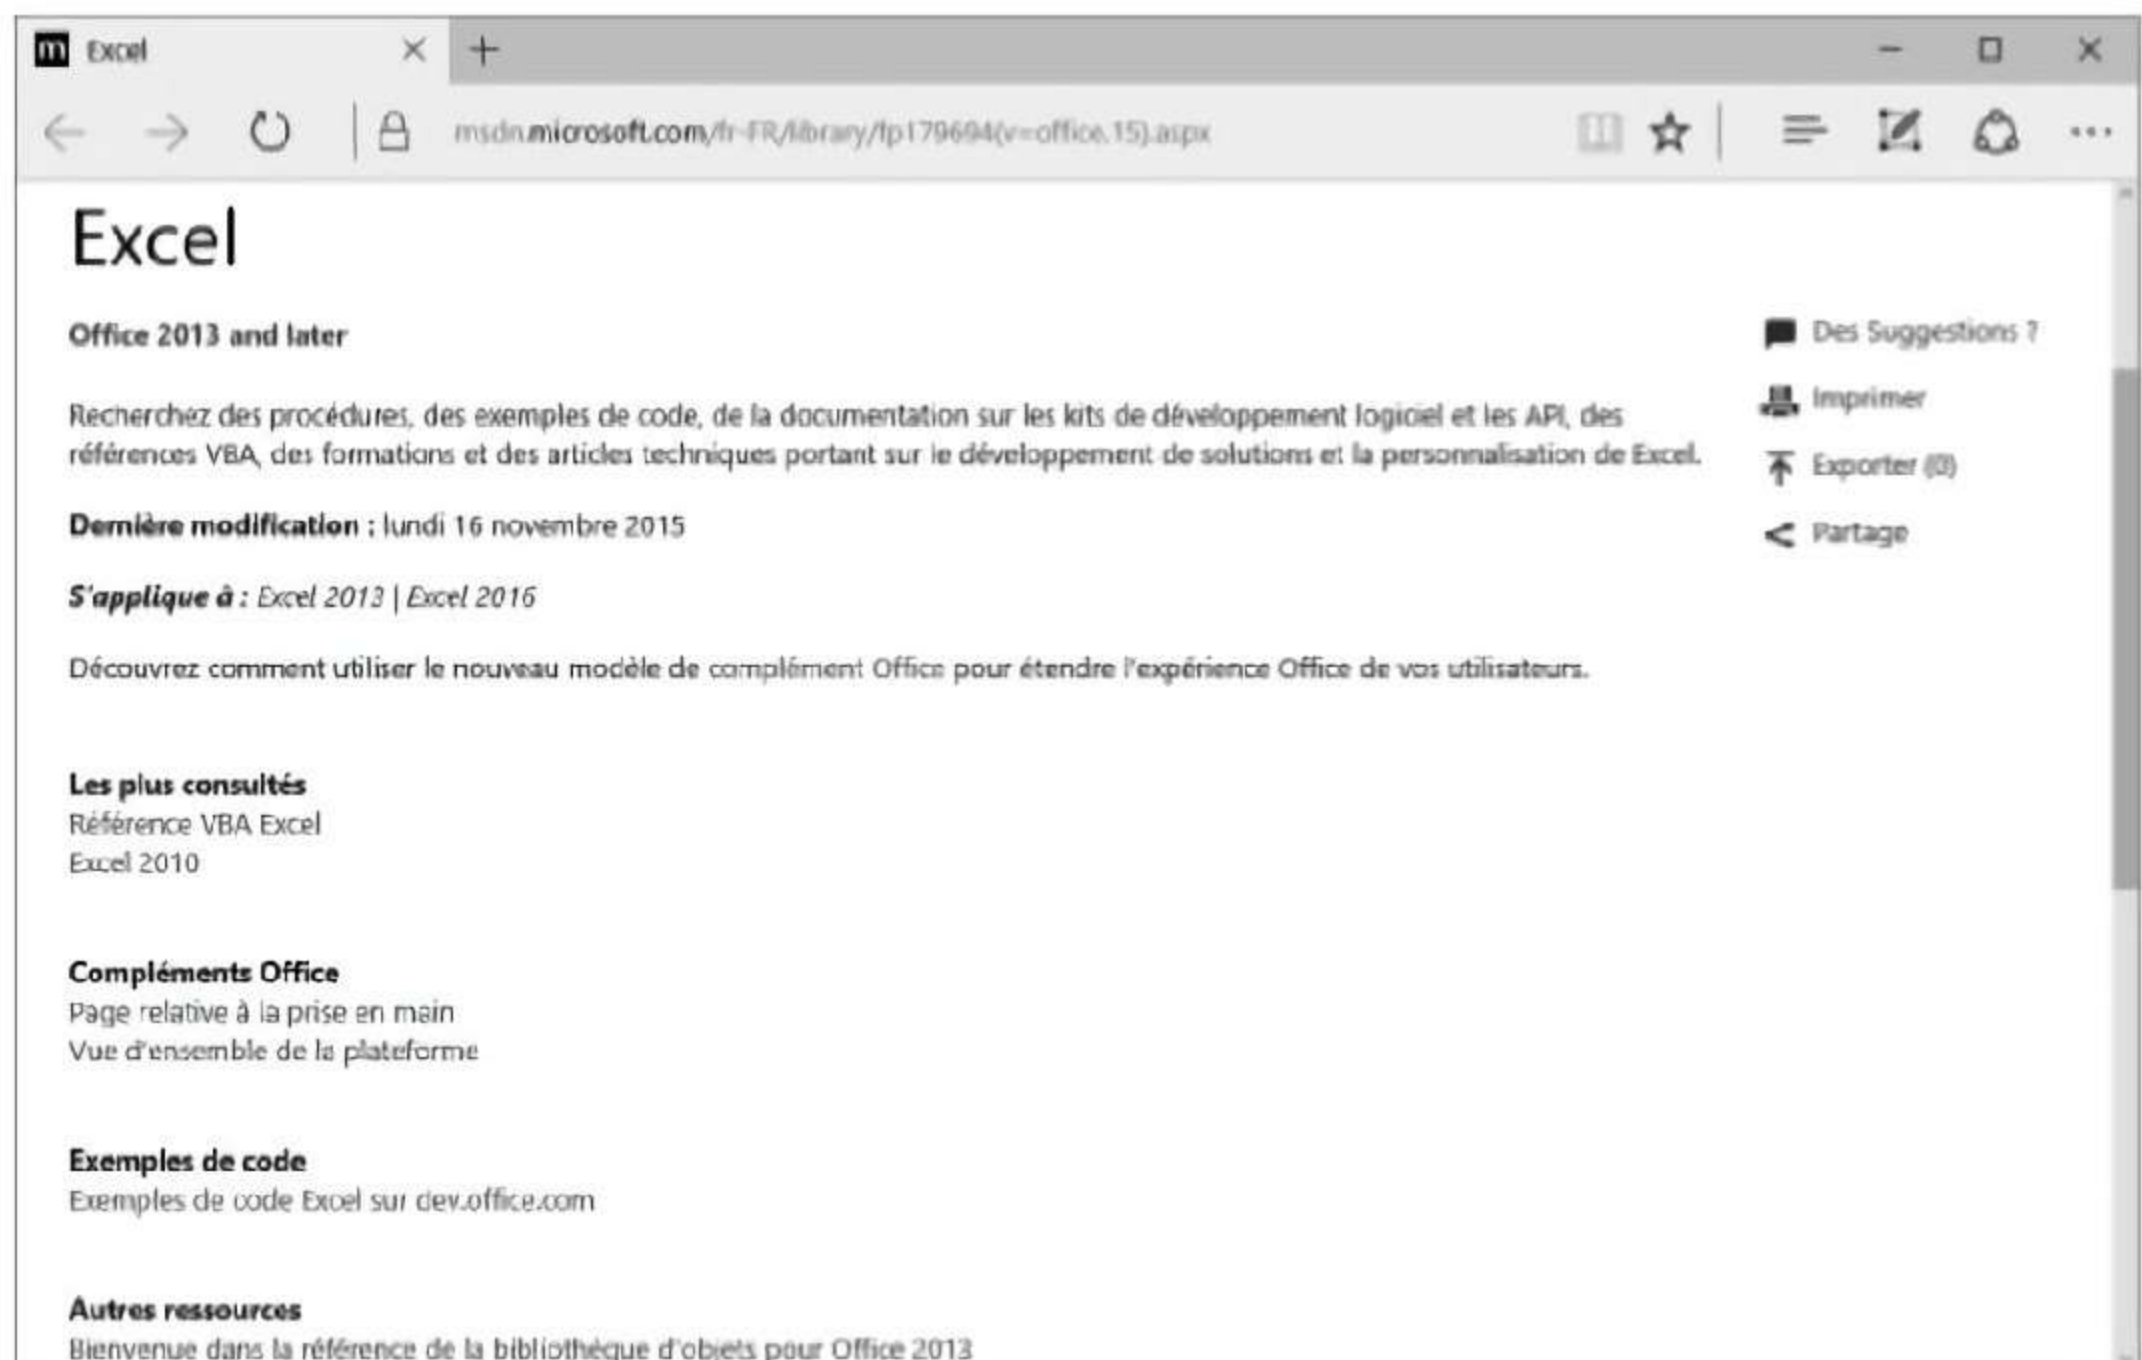 m Excel
msdn.microsoft.com/fr-FR/library/fp179694(v=office.15).aspx
Excel
Office 2013 and later
Recherchez des procédures, des exemples de code, de la documentation sur les kits de développement logiciel et les API, des
références VBA, des formations et des articles techniques portant sur le développement de solutions et la personnalisation de Excel.
Dernière modification : lundi 16 novembre 2015
S'applique à : Excel 2013 | Excel 2016
Découvrez comment utiliser le nouveau modèle de complément Office pour étendre l'expérience Office de vos utilisateurs.
Les plus consultés
Référence VBA Excel
Excel 2010
Compléments Office
Page relative à la prise en main
Vue d'ensemble de la plateforme
Exemples de code
Exemples de code Excel sur dev.office.com
Autres ressources
Bienvenue dans la référence de la bibliothèque d'objets pour Office 2013
Des Suggestions ?
Imprimer
Exporter (0)
Partage